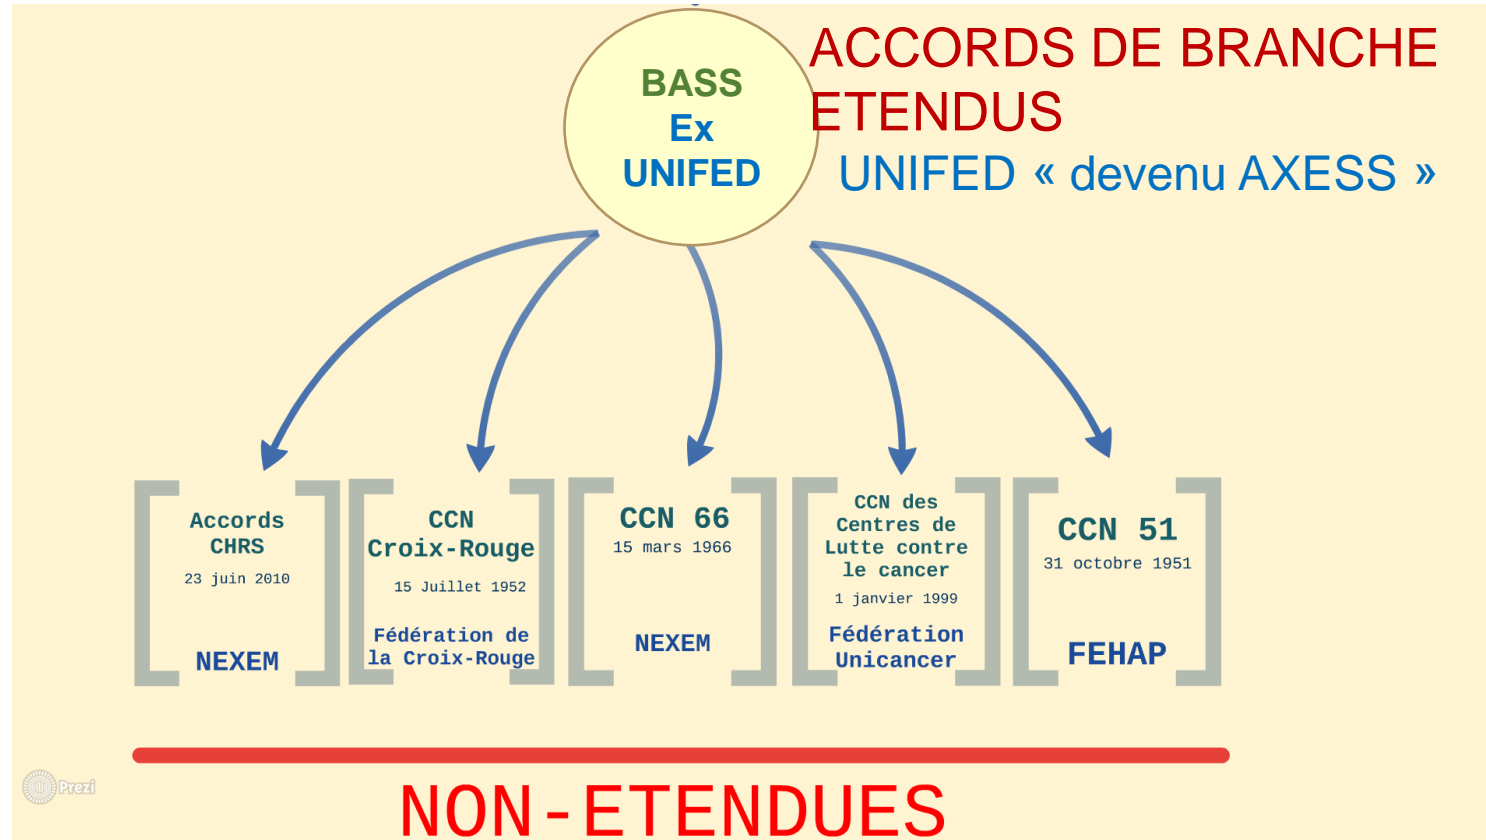 BASS
Ex
UNIFED
ACCORDS DE BRANCHE
ETENDUS
UNIFED « devenu AXESS »
Accords
CHRS
23 juin 2010
NEXEM
CCN
Croix-Rouge
15 Juillet 1952
Fédération de
la Croix-Rouge
CCN 66
15 mars 1966
NEXEM
CCN des
Centres de
Lutte contre
le cancer
1 janvier 1999
Fédération
Unicancer
CCN 51
31 octobre 1951
FEHAP
Prezi
NON-ETENDUES